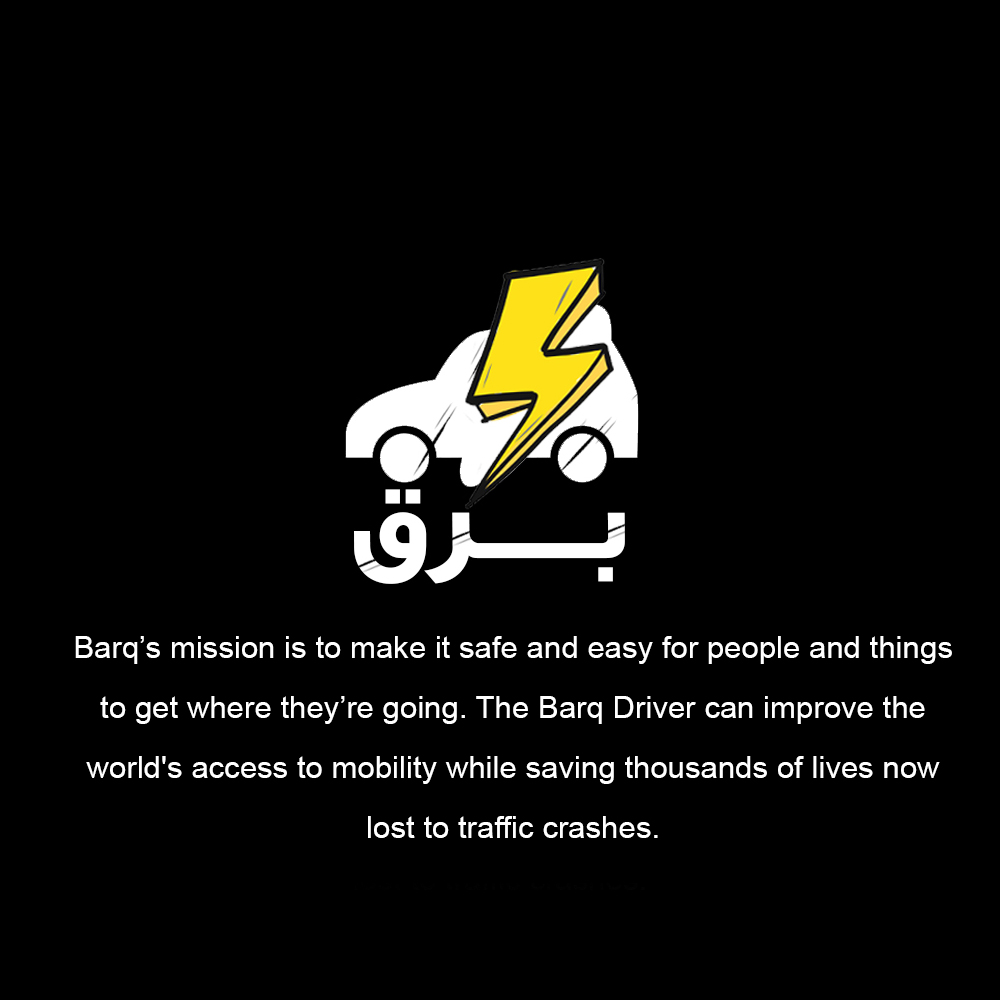 بـــرق
Barq’s mission is to make it safe and easy for people and things
to get where they’re going. The Barq Driver can improve the
world's access to mobility while saving thousands of lives now
lost to traffic crashes.